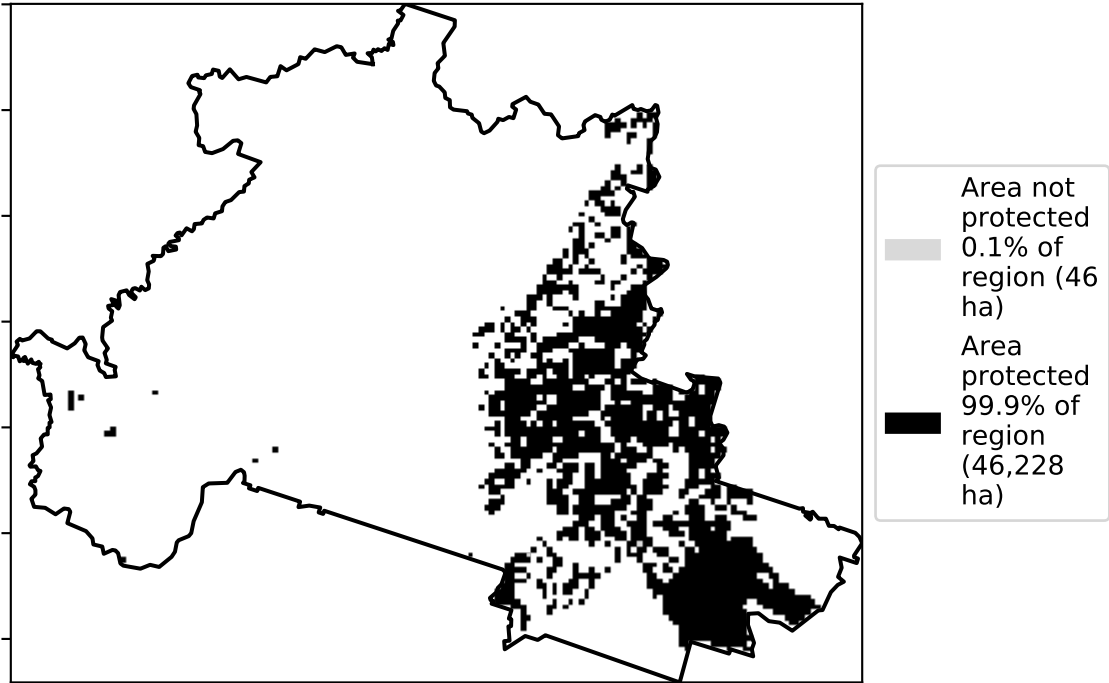 Area not
protected
0.1% of
region (46
ha)
Area
protected
99.9% of
region
(46,228
ha)